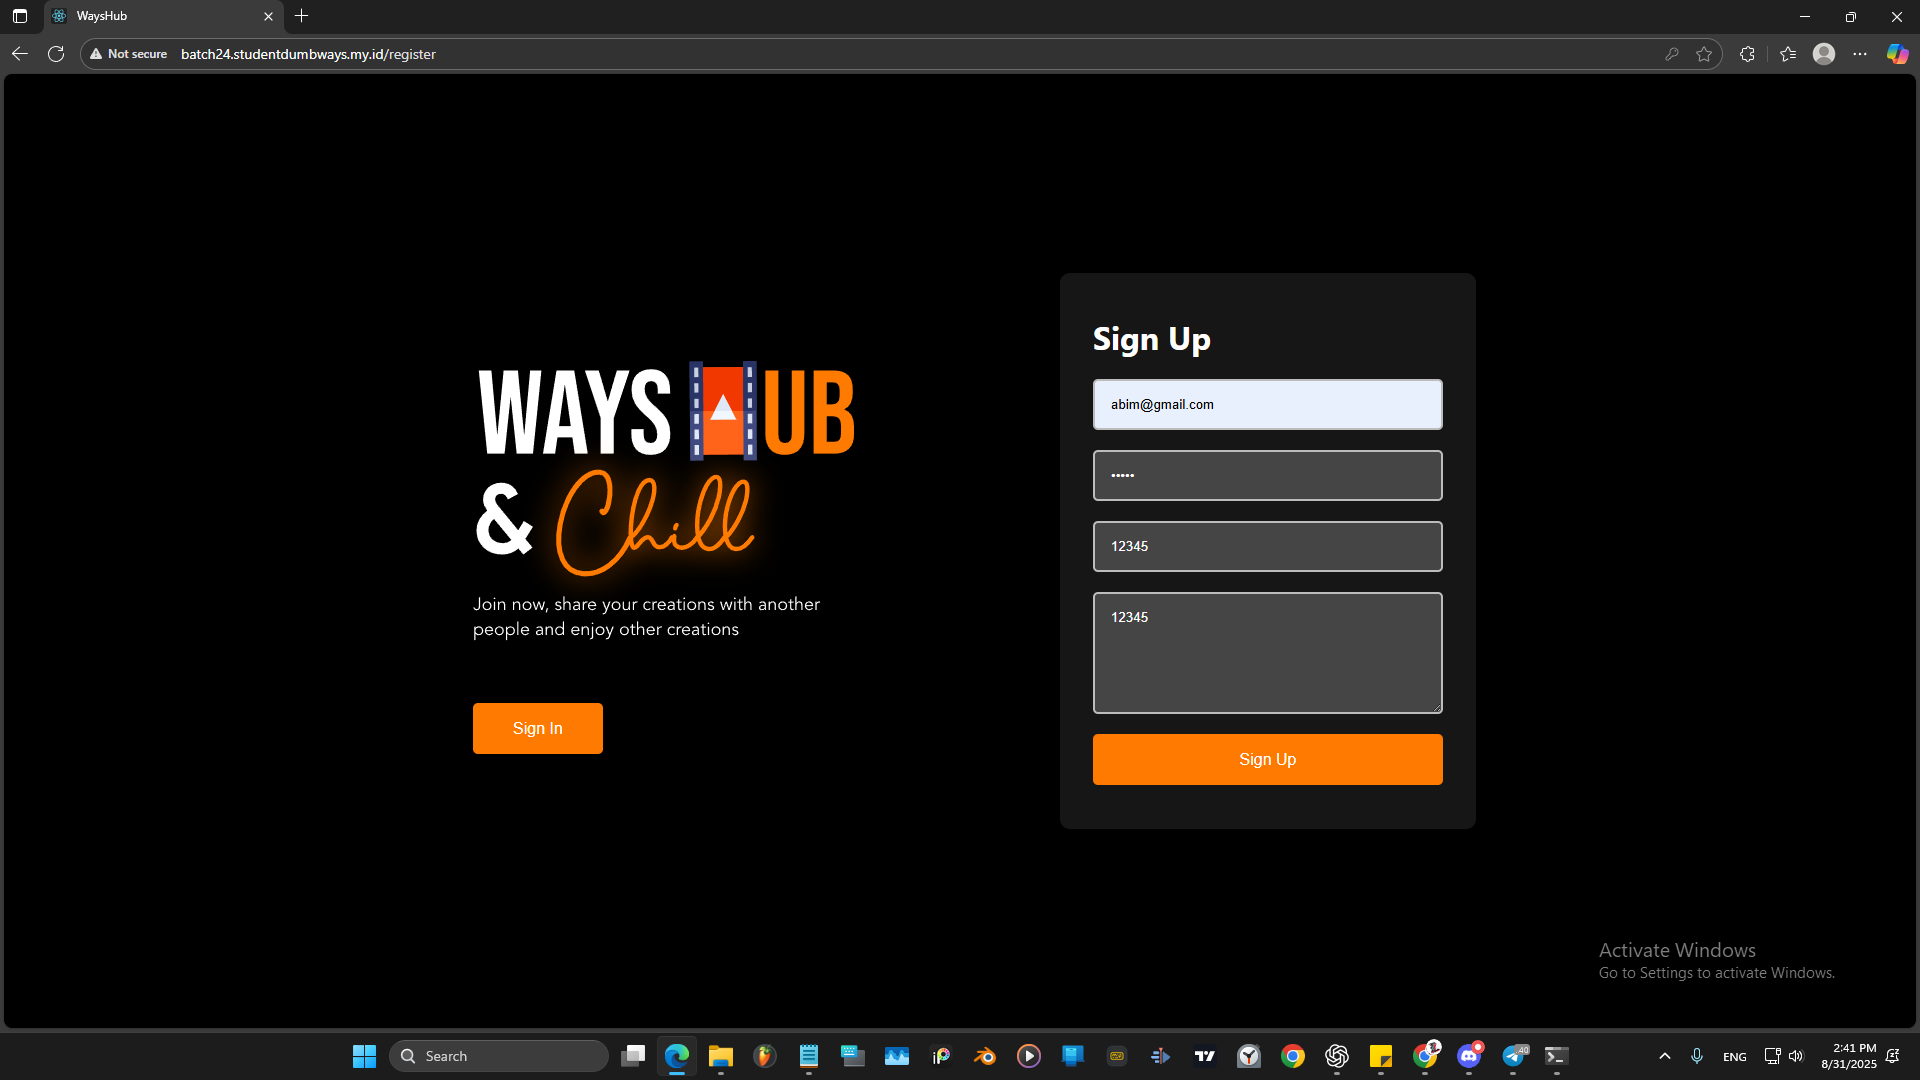 WaysHub
Not secure
batch24.studentdumbways.my.id/register
WAYS HUB
& Chill
Join now, share your creations with another
people and enjoy other creations
Sign In
Sign Up
abim@gmail.com
•••••
12345
12345
Sign Up
Activate Windows
Go to Settings to activate Windows.
Search
iP
40
ENG
2:41 PM
8/31/2025